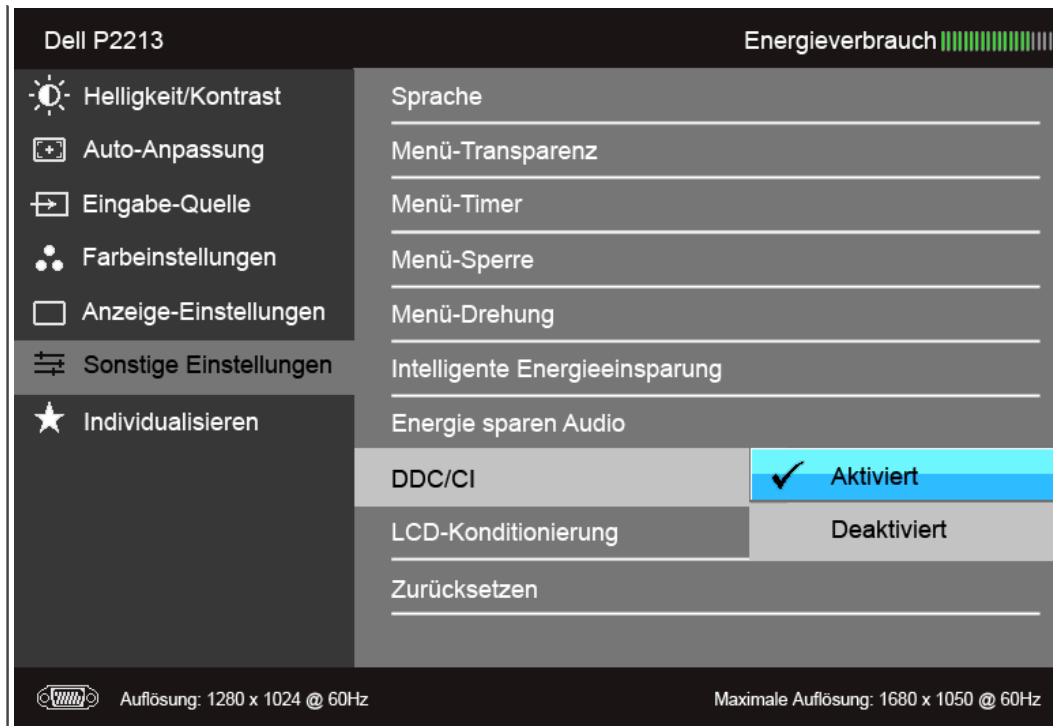 Dell P2213
Energieverbrauch
Helligkeit/Kontrast
Auto-Anpassung
Eingabe-Quelle
Farbeinstellungen
Anzeige-Einstellungen
Sonstige Einstellungen
Individualisieren
Sprache
Menü-Transparenz
Menü-Timer
Menü-Sperre
Menü-Drehung
Intelligente Energieeinsparung
Energie sparen Audio
DDC/CI
Aktiviert
Deaktiviert
LCD-Konditionierung
Zurücksetzen
Auflösung: 1280 x 1024 @ 60Hz
Maximale Auflösung: 1680 x 1050 @ 60Hz